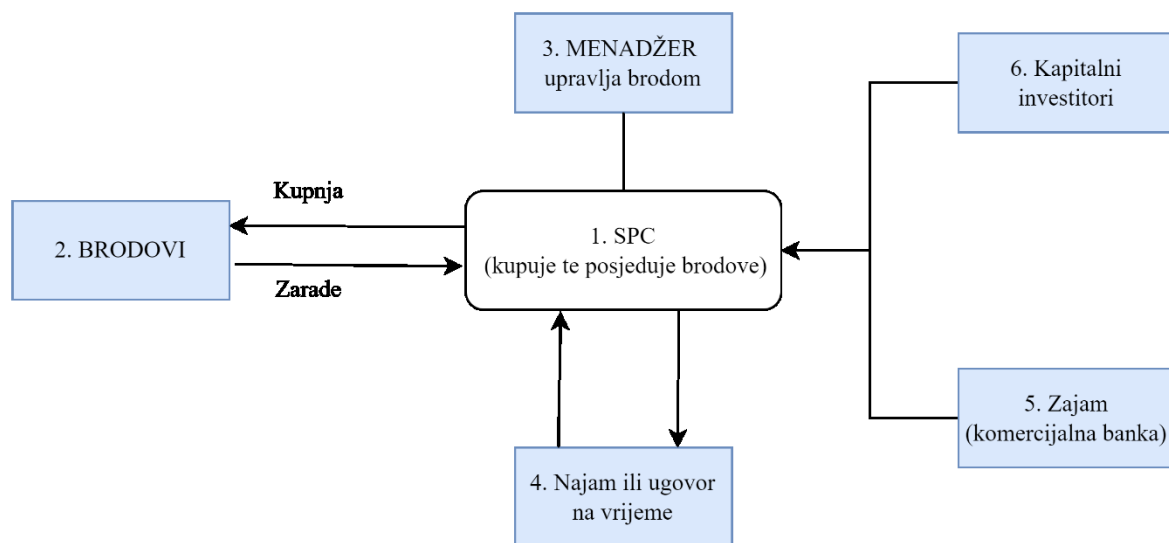 3. MENADŽER
upravlja brodom
6. Kapitalni
investitori
Kupnja
2. BRODOVI
Zarade
1. SPC
(kupuje te posjeduje brodove)
5. Zajam
(komercijalna banka)
4. Najam ili ugovor
na vrijeme